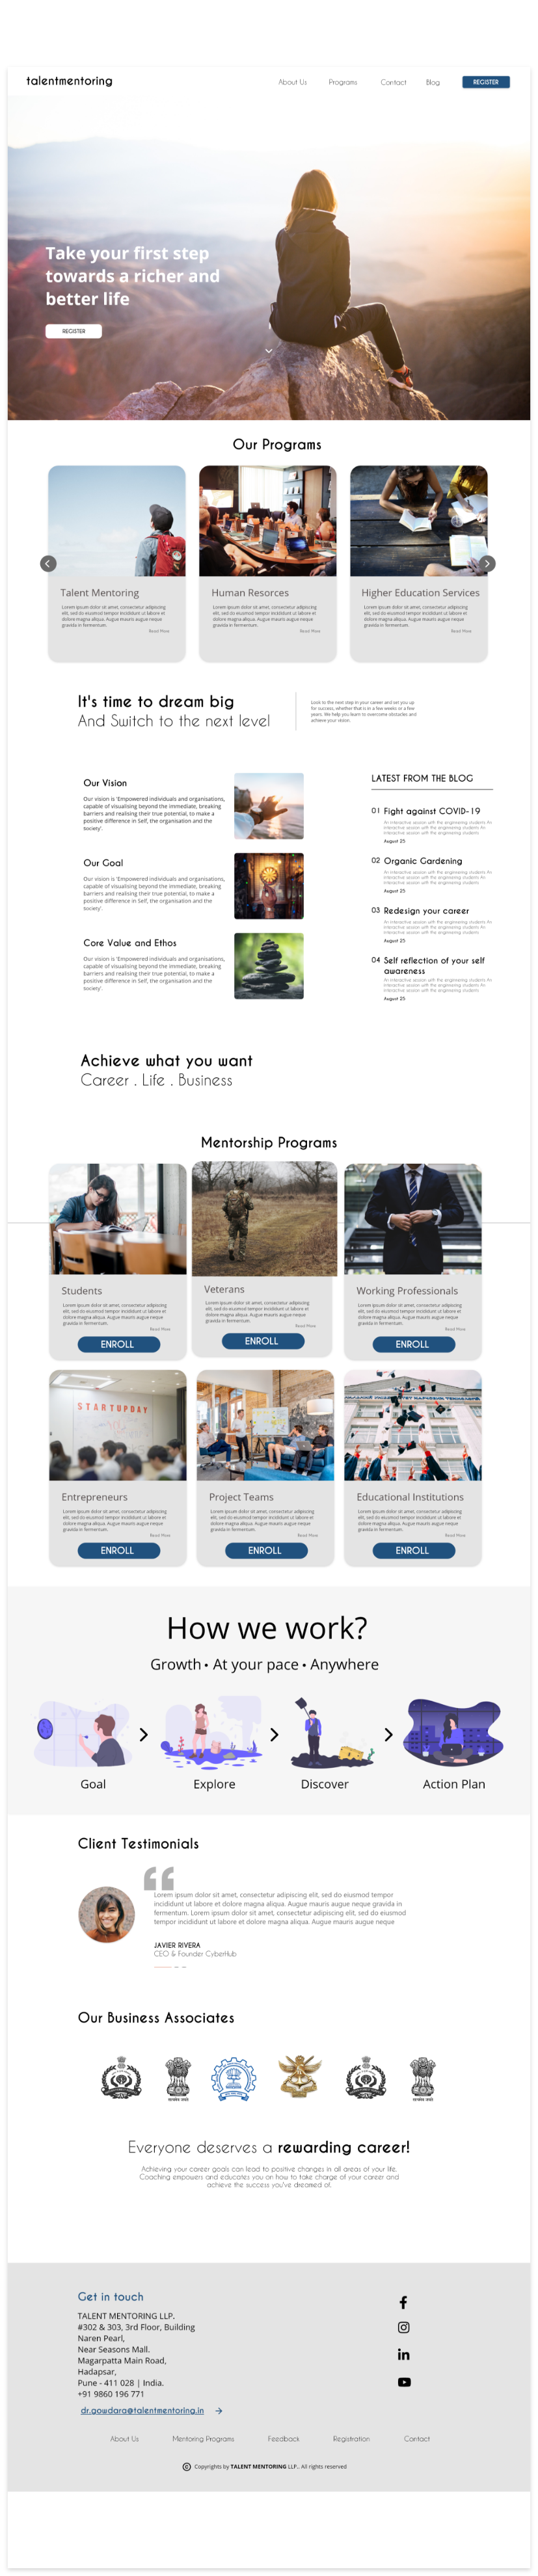 talentmentoring
About Us Programs Contact Blog REGISTER
Take your first step
towards a richer and
better life
REGISTER
Our Programs
Talent Mentoring
Lorem ipsum dolor sit amet, consectetur adipiscing
elit, sed do eiusmod tempor incididunt ut labore et
dolore magna aliqua. Augue mauris augue neque
gravida in fermentum.
Read More
Human Resorces
Lorem ipsum dolor sit amet, consectetur adipiscing
elit, sed do eiusmod tempor incididunt ut labore et
dolore magna aliqua. Augue mauris augue neque
gravida in fermentum.
Read More
Higher Education Services
Lorem ipsum dolor sit amet, consectetur adipiscing
elit, sed do eiusmod tempor incididunt ut labore et
dolore magna aliqua. Augue mauris augue neque
gravida in fermentum.
Read More
It's time to dream big
And Switch to the next level
Look to the next step in your career and set you up
for success, whether that is in a few weeks or a few
years. We help you learn to overcome obstacles and
achieve your vision.
Our Vision
Our vision is 'Empowered individuals and organisations,
capable of visualising beyond the immediate, breaking
barriers and realising their true potential, to make a
positive difference in Self, the organisation and the
society'.
Our Goal
Our vision is 'Empowered individuals and organisations,
capable of visualising beyond the immediate, breaking
barriers and realising their true potential, to make a
positive difference in Self, the organisation and the
society'.
Core Value and Ethos
Our vision is 'Empowered individuals and organisations,
capable of visualising beyond the immediate, breaking
barriers and realising their true potential, to make a
positive difference in Self, the organisation and the
society'.
LATEST FROM THE BLOG
01 Fight against COVID-19
An interactive session with the engineering students An
interactive session with the engineering students An
interactive session with the engineering students
August 25
02 Organic Gardening
An interactive session with the engineering students An
interactive session with the engineering students An
interactive session with the engineering students
August 25
03 Redesign your career
An interactive session with the engineering students An
interactive session with the engineering students An
interactive session with the engineering students
August 25
04 Self reflection of your self
awareness
An interactive session with the engineering students An
interactive session with the engineering students An
interactive session with the engineering students
August 25
Achieve what you want
Career . Life . Business
Mentorship Programs
Students
Lorem ipsum dolor sit amet, consectetur adipiscing
elit, sed do eiusmod tempor incididunt ut labore et
dolore magna aliqua. Augue mauris augue neque
gravida in fermentum.
Read More
ENROLL
Veterans
Lorem ipsum dolor sit amet, consectetur adipiscing
elit, sed do eiusmod tempor incididunt ut labore et
dolore magna aliqua. Augue mauris augue neque
gravida in fermentum.
Read More
ENROLL
Working Professionals
Lorem ipsum dolor sit amet, consectetur adipiscing
elit, sed do eiusmod tempor incididunt ut labore et
dolore magna aliqua. Augue mauris augue neque
gravida in fermentum.
Read More
ENROLL
STARTUPDAY
Entrepreneurs
Lorem ipsum dolor sit amet, consectetur adipiscing
elit, sed do eiusmod tempor incididunt ut labore et
dolore magna aliqua. Augue mauris augue neque
gravida in fermentum.
Read More
ENROLL
Project Teams
Lorem ipsum dolor sit amet, consectetur adipiscing
elit, sed do eiusmod tempor incididunt ut labore et
dolore magna aliqua. Augue mauris augue neque
gravida in fermentum.
Read More
ENROLL
Educational Institutions
Lorem ipsum dolor sit amet, consectetur adipiscing
elit, sed do eiusmod tempor incididunt ut labore et
dolore magna aliqua. Augue mauris augue neque
gravida in fermentum.
Read More
ENROLL
How we work?
Growth • At your pace • Anywhere
Goal Explore Discover Action Plan
Client Testimonials
Lorem ipsum dolor sit amet, consectetur adipiscing elit, sed do eiusmod tempor
incididunt ut labore et dolore magna aliqua. Augue mauris augue neque gravida in
fermentum. Lorem ipsum dolor sit amet, consectetur adipiscing elit, sed do eiusmod
tempor incididunt ut labore et dolore magna aliqua. Augue mauris augue neque
JAVIER RIVERA
CEO & Founder CyberHub
Our Business Associates
Everyone deserves a rewarding career!
Achieving your career goals can lead to positive changes in all areas of your life.
Coaching empowers and educates you on how to take charge of your career and
achieve the success you've dreamed of.
Get in touch
TALENT MENTORING LLP.
#302 & 303, 3rd Floor, Building
Naren Pearl,
Near Seasons Mall.
Magarpatta Main Road,
Hadapsar,
Pune - 411 028 | India.
+91 9860 196 771
dr.gowdara@talentmentoring.in
About Us Mentoring Programs Feedback Registration Contact
© Copyrights by TALENT MENTORING LLP.. All rights reserved